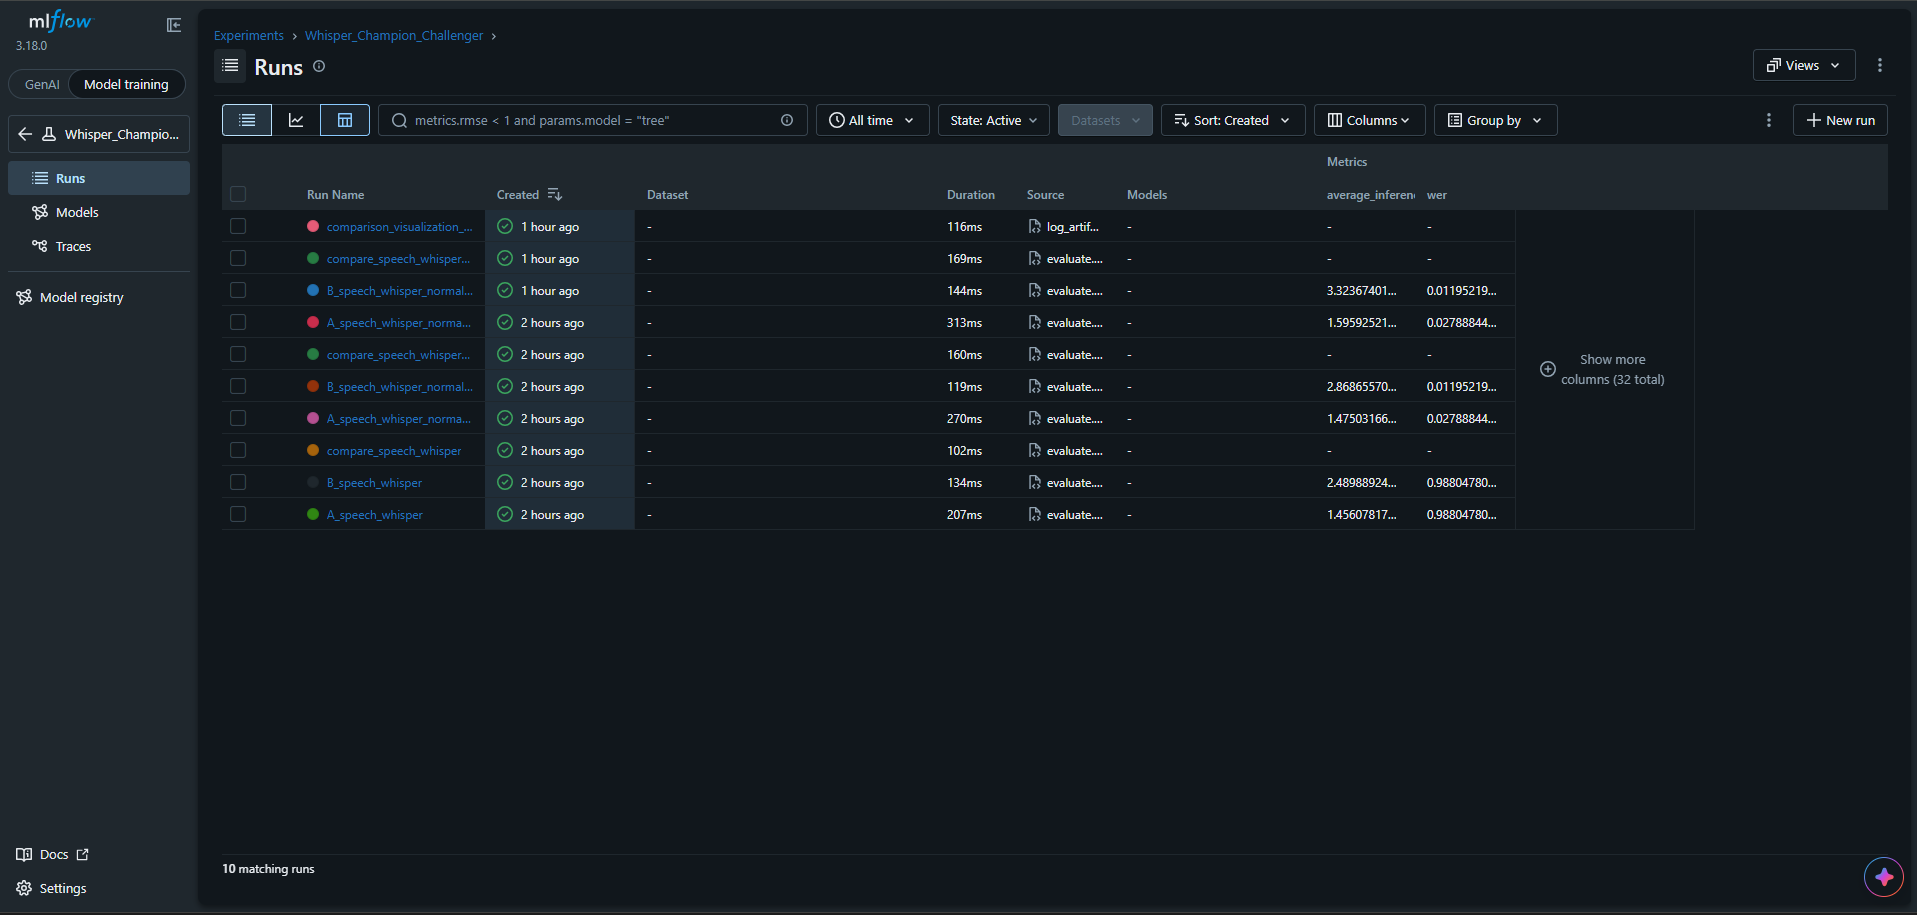 mlflow
3.18.0
GenAI Model training
Whisper_Champio...
Runs
Models
Traces
Model registry
Docs
Settings
Experiments > Whisper_Champion_Challenger >
Runs
Views
metrics.rmse < 1 and params.model = "tree"
All time
State: Active
Datasets
Sort: Created
Columns
Group by
New run
Metrics
Run Name Created Dataset Duration Source Models average_inferen wer
comparison_visualization_... 1 hour ago - 116ms log_artif... - - -
compare_speech_whisper... 1 hour ago - 169ms evaluate.... - - -
B_speech_whisper_normal... 1 hour ago - 144ms evaluate.... - 3.32367401... 0.01195219...
A_speech_whisper_norma... 2 hours ago - 313ms evaluate.... - 1.59592521... 0.02788844...
compare_speech_whisper... 2 hours ago - 160ms evaluate.... - - -
B_speech_whisper_normal... 2 hours ago - 119ms evaluate.... - 2.86865570... 0.01195219...
A_speech_whisper_norma... 2 hours ago - 270ms evaluate.... - 1.47503166... 0.02788844...
compare_speech_whisper 2 hours ago - 102ms evaluate.... - - -
B_speech_whisper 2 hours ago - 134ms evaluate.... - 2.48988924... 0.98804780...
A_speech_whisper 2 hours ago - 207ms evaluate.... - 1.45607817... 0.98804780...
Show more
columns (32 total)
10 matching runs